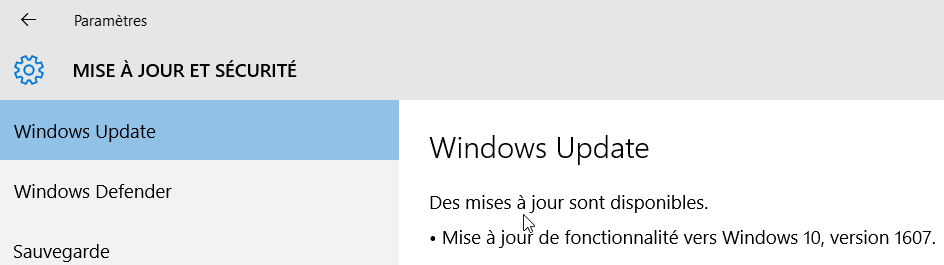 Paramètres
MISE À JOUR ET SÉCURITÉ
Windows Update
Windows Defender
Sauvegarde
Windows Update
Des mises à jour sont disponibles.
• Mise à jour de fonctionnalité vers Windows 10, version 1607.